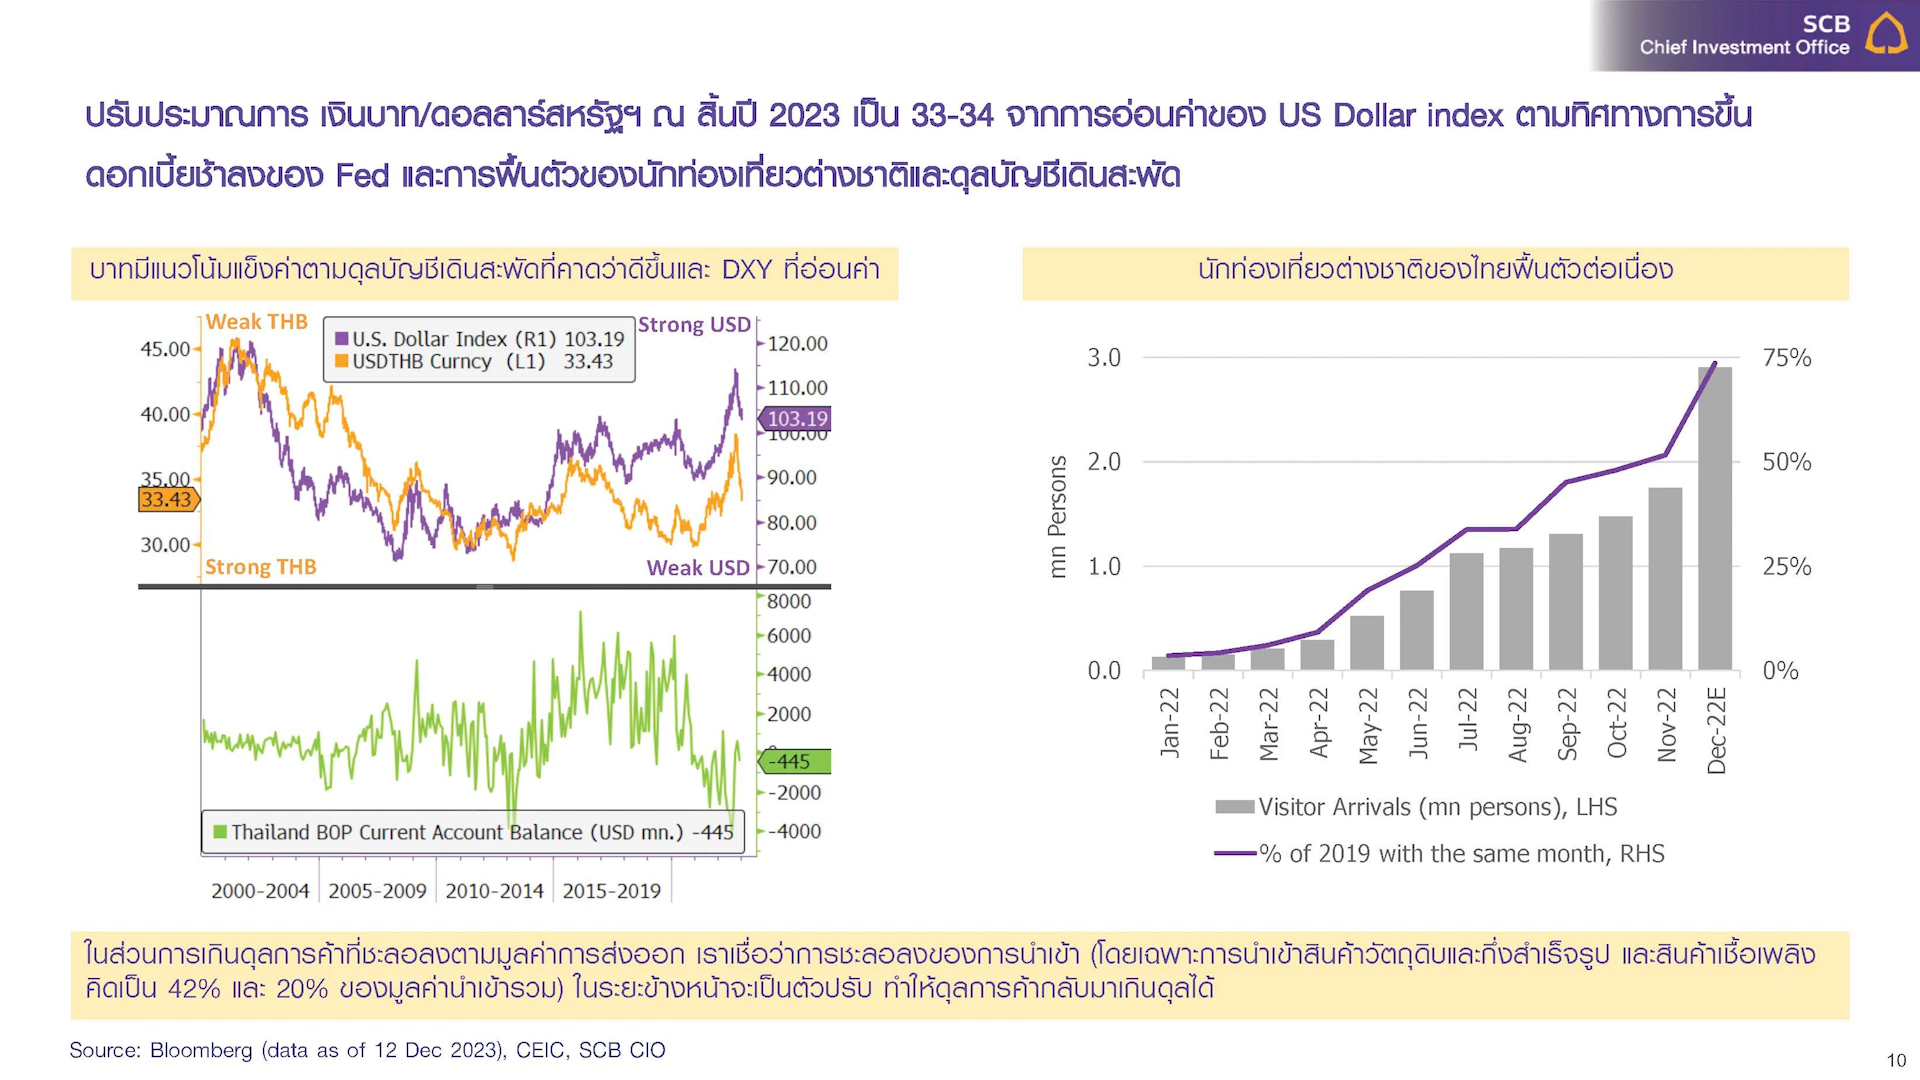 SCB
Chief Investment Office
ปรับประมาณการ เงินบาท/ดอลลาร์สหรัฐฯ ณ สิ้นปี 2023 เป็น 33-34 จากการอ่อนค่าของ US Dollar index ตามทิศทางการขึ้น
ดอกเบี้ยช้าลงของ Fed และการฟื้นตัวของนักท่องเที่ยวต่างชาติและดุลบัญชีเดินสะพัด
บาทมีแนวโน้มแข็งค่าตามดุลบัญชีเดินสะพัดที่คาดว่าดีขึ้นและ DXY ที่อ่อนค่า
Weak THB
Strong USD
U.S. Dollar Index (R1) 103.19
USDTHB Curncy (L1) 33.43
45.00
40.00
35.00
33.43
30.00
120.00
110.00
103.19
100.00
90.00
80.00
70.00
Strong THB
Weak USD
8000
6000
4000
2000
0
-445
-2000
-4000
Thailand BOP Current Account Balance (USD mn.) -445
2000-2004 2005-2009 2010-2014 2015-2019
นักท่องเที่ยวต่างชาติของไทยฟื้นตัวต่อเนื่อง
mn Persons
3.0
2.0
1.0
0.0
75%
50%
25%
0%
Jan-22
Feb-22
Mar-22
Apr-22
May-22
Jun-22
Jul-22
Aug-22
Sep-22
Oct-22
Nov-22
Dec-22E
Visitor Arrivals (mn persons), LHS
% of 2019 with the same month, RHS
ในส่วนการเกินดุลการค้าที่ชะลอลงตามมูลค่าการส่งออก เราเชื่อว่าการชะลอลงของการนำเข้า (โดยเฉพาะการนำเข้าสินค้าวัตถุดิบและกึ่งสำเร็จรูป และสินค้าเชื้อเพลิง
คิดเป็น 42% และ 20% ของมูลค่านำเข้ารวม) ในระยะข้างหน้าจะเป็นตัวปรับ ทำให้ดุลการค้ากลับมาเกินดุลได้
Source: Bloomberg (data as of 12 Dec 2023), CEIC, SCB CIO
10